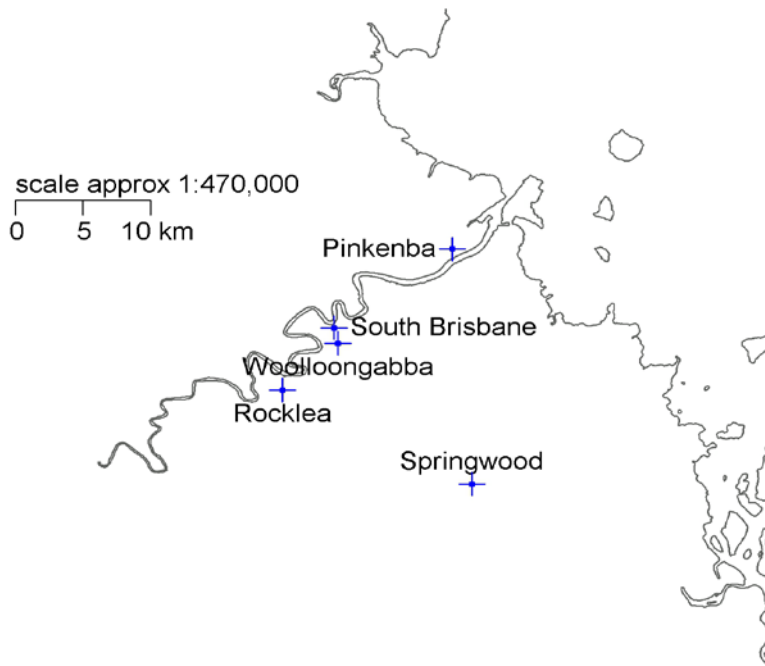 scale approx 1:470,000
0 5 10 km
Pinkenba
South Brisbane
Woolloongabba
Rocklea
Springwood